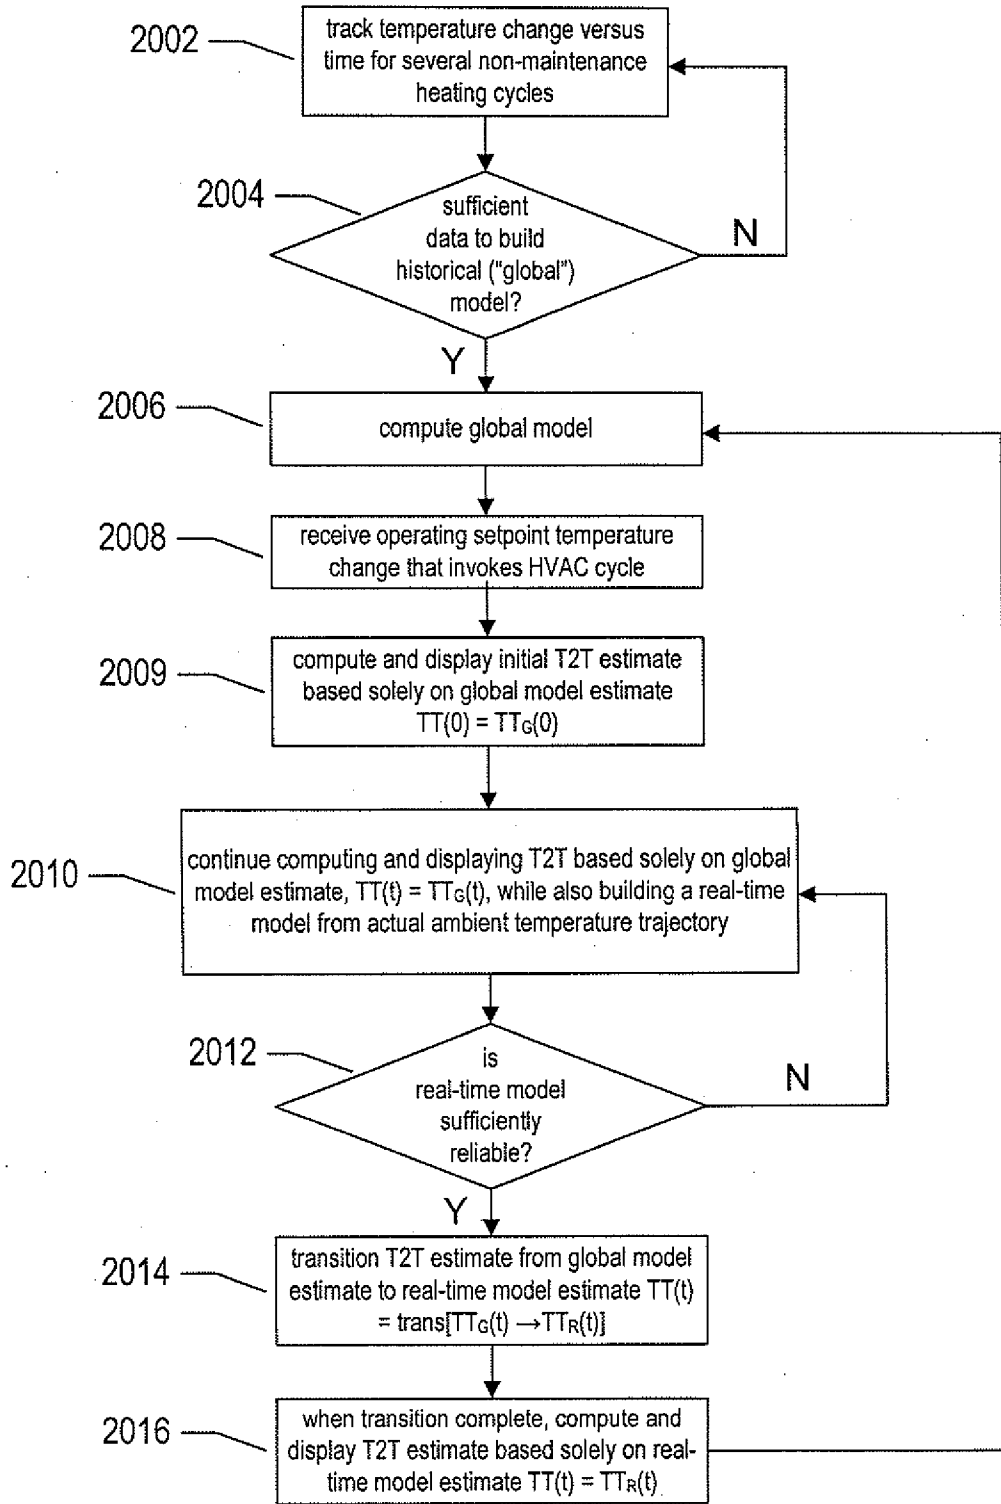 2002
track temperature change versus
time for several non-maintenance
heating cycles
2004
sufficient
data to build
historical ("global")
model?
N
Y
2006
compute global model
2008
receive operating setpoint temperature
change that invokes HVAC cycle
2009
compute and display initial T2T estimate
based solely on global model estimate
TT(0) = TTG(0)
2010
continue computing and displaying T2T based solely on global
model estimate, TT(t) = TTG(t), while also building a real-time
model from actual ambient temperature trajectory
2012
is
real-time model
sufficiently
reliable?
N
Y
2014
transition T2T estimate from global model
estimate to real-time model estimate TT(t)
= trans[TTG(t) →TTR(t)]
2016
when transition complete, compute and
display T2T estimate based solely on real-
time model estimate TT(t) = TTR(t)